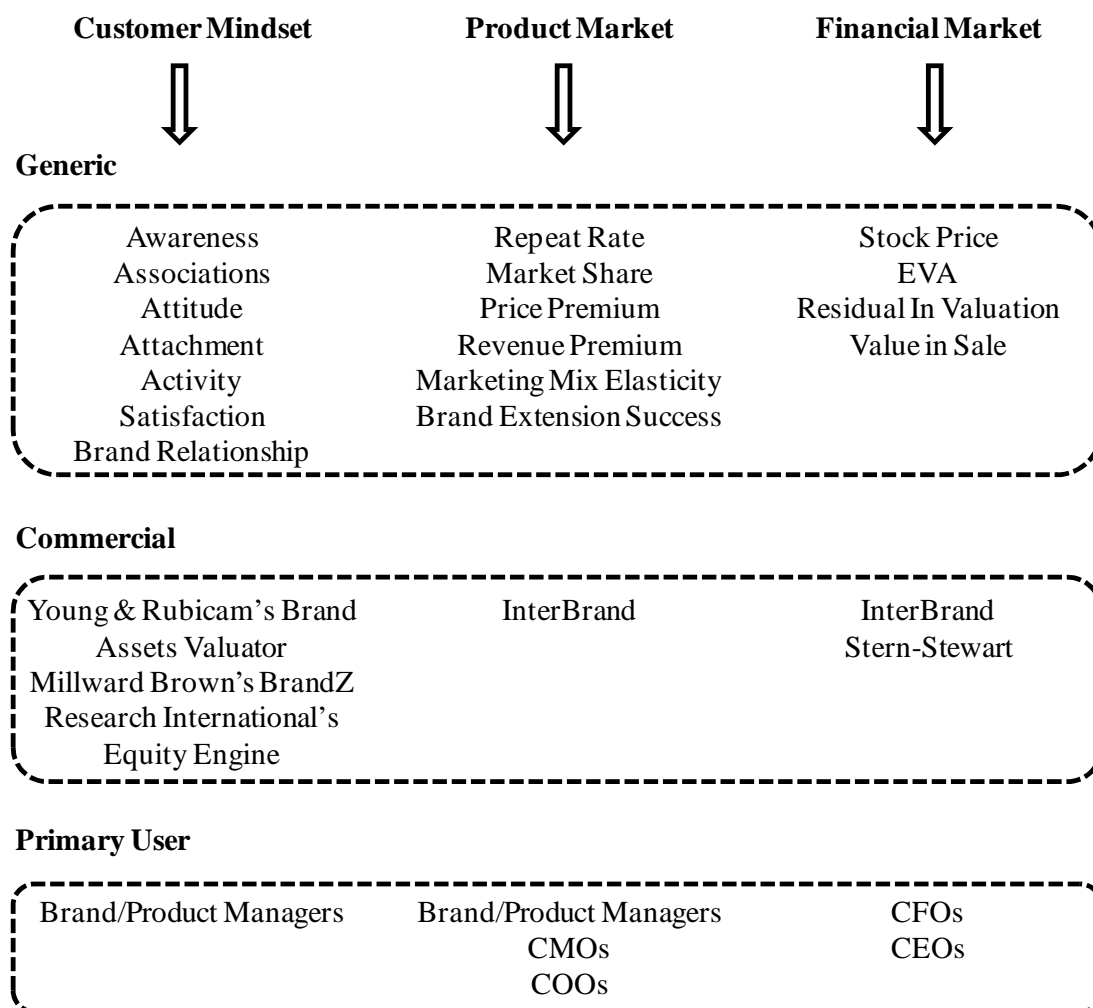 Customer Mindset
Product Market
Financial Market
Generic
Awareness
Associations
Attitude
Attachment
Activity
Satisfaction
Brand Relationship
Repeat Rate
Market Share
Price Premium
Revenue Premium
Marketing Mix Elasticity
Brand Extension Success
Stock Price
EVA
Residual In Valuation
Value in Sale
Commercial
Young & Rubicam’s Brand
Assets Valuator
Millward Brown’s BrandZ
Research International’s
Equity Engine
InterBrand
InterBrand
Stern-Stewart
Primary User
Brand/Product Managers
Brand/Product Managers
CMOs
COOs
CFOs
CEOs